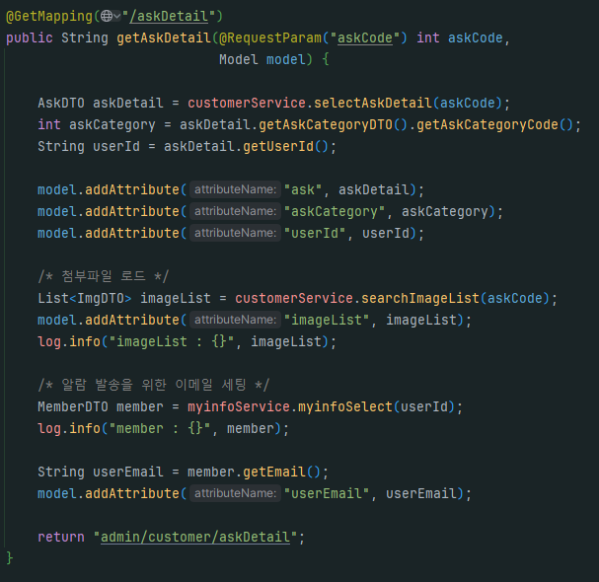 @GetMapping("/askDetail")
public String getAskDetail(@RequestParam("askCode") int askCode,
Model model) {
AskDTO askDetail = customerService.selectAskDetail(askCode);
int askCategory = askDetail.getAskCategoryDTO().getAskCategoryCode();
String userId = askDetail.getUserId();
model.addAttribute( attributeName: "ask", askDetail);
model.addAttribute( attributeName: "askCategory", askCategory);
model.addAttribute( attributeName: "userId", userId);
/* 첨부파일 로드 */
List<ImgDTO> imageList = customerService.searchImageList(askCode);
model.addAttribute( attributeName: "imageList", imageList);
log.info("imageList : {}", imageList);
/* 알람 발송을 위한 이메일 세팅 */
MemberDTO member = myinfoService.myinfoSelect(userId);
log.info("member : {}", member);
String userEmail = member.getEmail();
model.addAttribute( attributeName: "userEmail", userEmail);
return "admin/customer/askDetail";
}